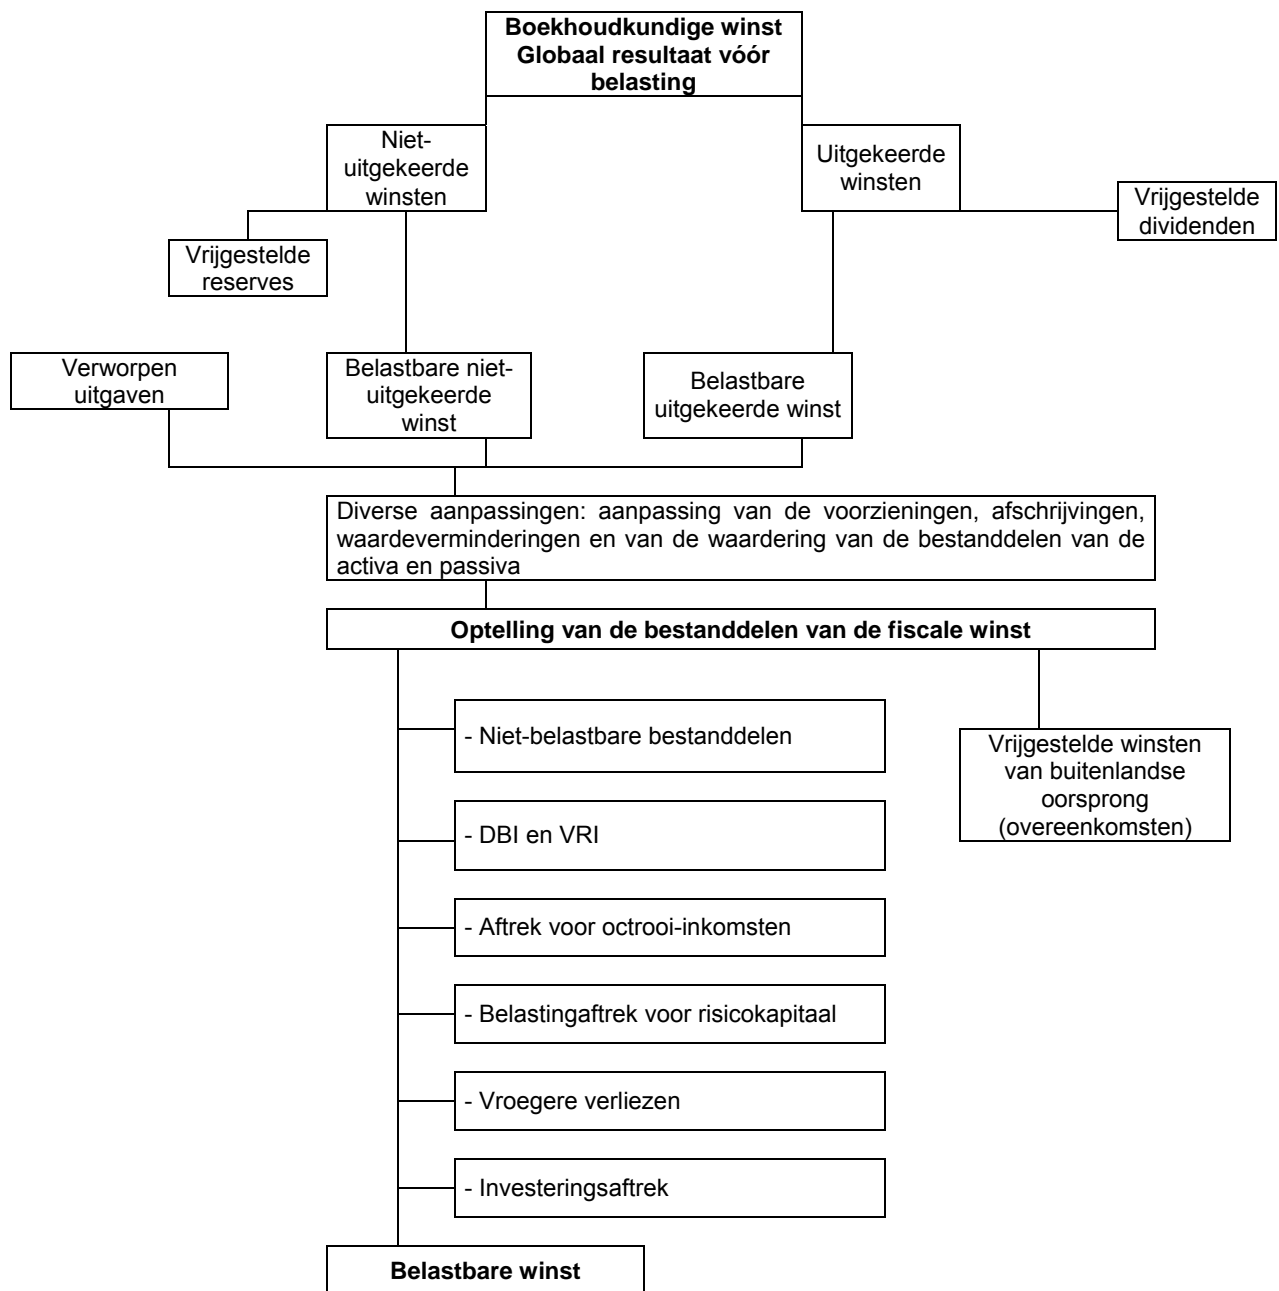 Boekhoudkundige winst
Globaal resultaat vóór
belasting
Niet-
uitgekeerde
winsten
Uitgekeerde
winsten
Vrijgestelde
dividenden
Vrijgestelde
reserves
Verworpen
uitgaven
Belastbare niet-
uitgekeerde
winst
Belastbare
uitgekeerde winst
Diverse aanpassingen: aanpassing van de voorzieningen, afschrijvingen,
waardeverminderingen en van de waardering van de bestanddelen van de
activa en passiva
Optelling van de bestanddelen van de fiscale winst
- Niet-belastbare bestanddelen
Vrijgestelde winsten
van buitenlandse
oorsprong
(overeenkomsten)
- DBI en VRI
- Aftrek voor octrooi-inkomsten
- Belastingaftrek voor risicokapitaal
- Vroegere verliezen
- Investeringsaftrek
Belastbare winst